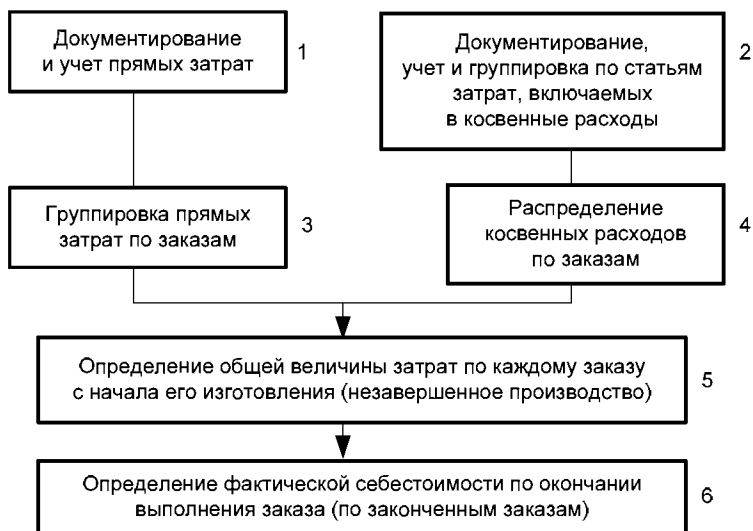 Документирование
и учет прямых затрат
1
Документирование,
учет и группировка по статьям
затрат, включаемых
в косвенные расходы
2
Группировка прямых
затрат по заказам
3
Распределение
косвенных расходов
по заказам
4
Определение общей величины затрат по каждому заказу
с начала его изготовления (незавершенное производство)
5
Определение фактической себестоимости по окончании
выполнения заказа (по законченным заказам)
6